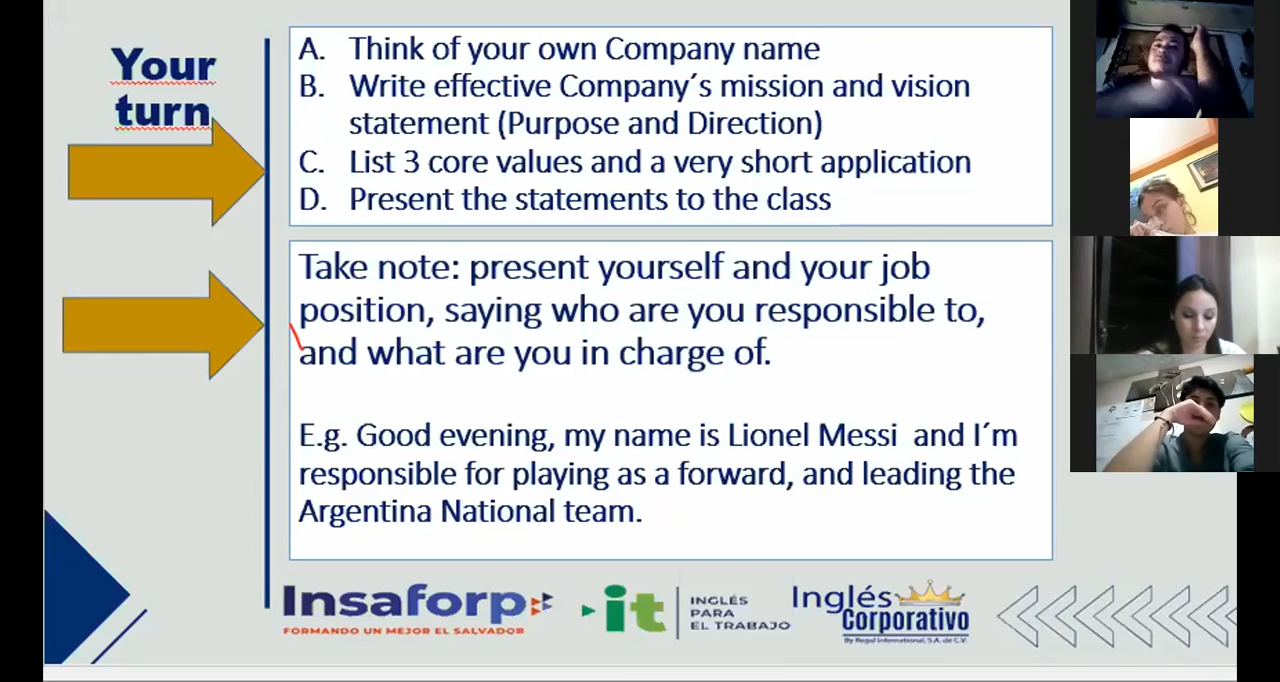 Your
turn
A. Think of your own Company name
B. Write effective Company´s mission and vision
statement (Purpose and Direction)
C. List 3 core values and a very short application
D. Present the statements to the class
Take note: present yourself and your job
position, saying who are you responsible to,
and what are you in charge of.
E.g. Good evening, my name is Lionel Messi and I´m
responsible for playing as a forward, and leading the
Argentina National team.
Insaforp
FORMANDO UN MEJOR EL SALVADOR
it
INGLÉS
PARA
EL TRABAJO
Inglés
Corporativo
By Regal International, S.A. de C.V.